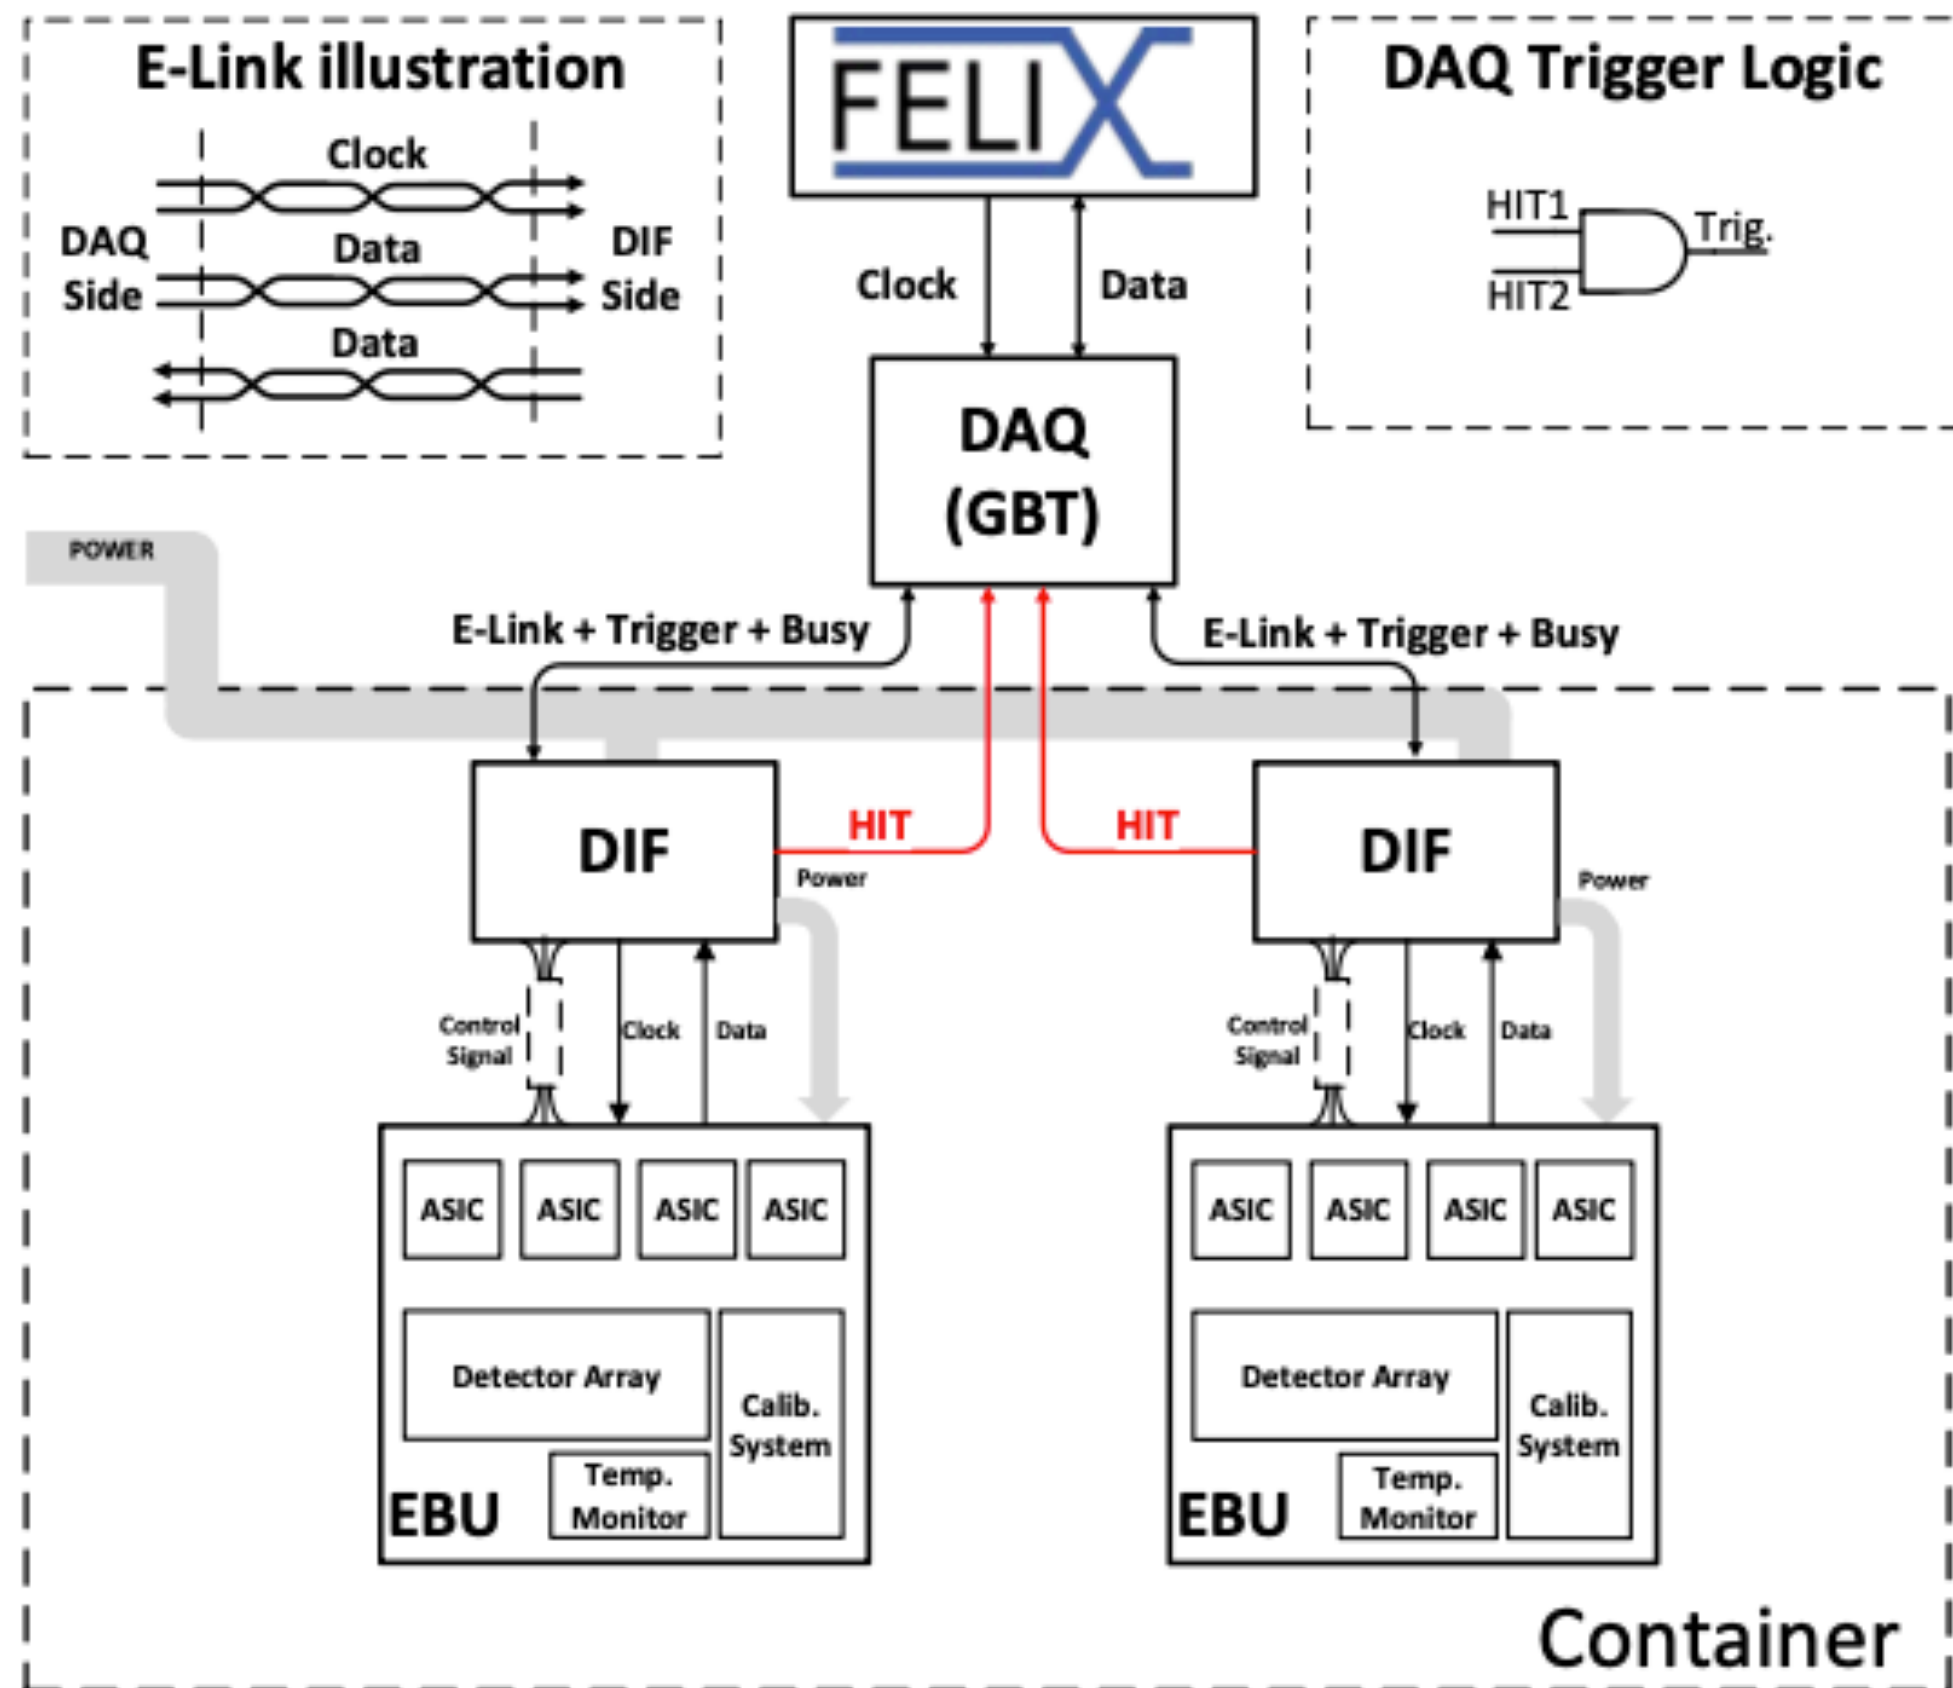 E-Link illustration
Clock
DAQ
Side
Data
DIF
Side
Data
FELIX
DAQ Trigger Logic
HIT1
Trig.
HIT2
Clock
Data
DAQ
(GBT)
POWER
E-Link + Trigger + Busy
E-Link + Trigger + Busy
DIF
HIT
HIT
DIF
Power
Power
Control
Signal
Clock
Data
Control
Signal
Clock
Data
ASIC
ASIC
ASIC
ASIC
Detector Array
Calib.
System
Temp.
Monitor
EBU
ASIC
ASIC
ASIC
ASIC
Detector Array
Calib.
System
Temp.
Monitor
EBU
Container